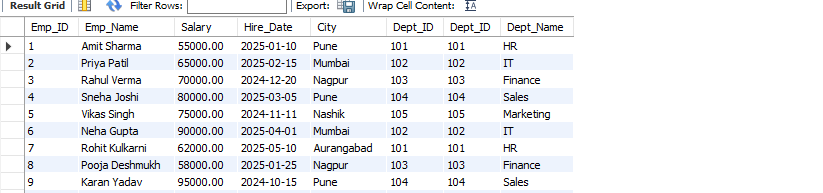 Result Grid Filter Rows: Export: Wrap Cell Content:
Emp_ID Emp_Name Salary Hire_Date City Dept_ID Dept_ID Dept_Name
1 Amit Sharma 55000.00 2025-01-10 Pune 101 101 HR
2 Priya Patil 65000.00 2025-02-15 Mumbai 102 102 IT
3 Rahul Verma 70000.00 2024-12-20 Nagpur 103 103 Finance
4 Sneha Joshi 80000.00 2025-03-05 Pune 104 104 Sales
5 Vikas Singh 75000.00 2024-11-11 Nashik 105 105 Marketing
6 Neha Gupta 90000.00 2025-04-01 Mumbai 102 102 IT
7 Rohit Kulkarni 62000.00 2025-05-10 Aurangabad 101 101 HR
8 Pooja Deshmukh 58000.00 2025-01-25 Nagpur 103 103 Finance
9 Karan Yadav 95000.00 2024-10-15 Pune 104 104 Sales